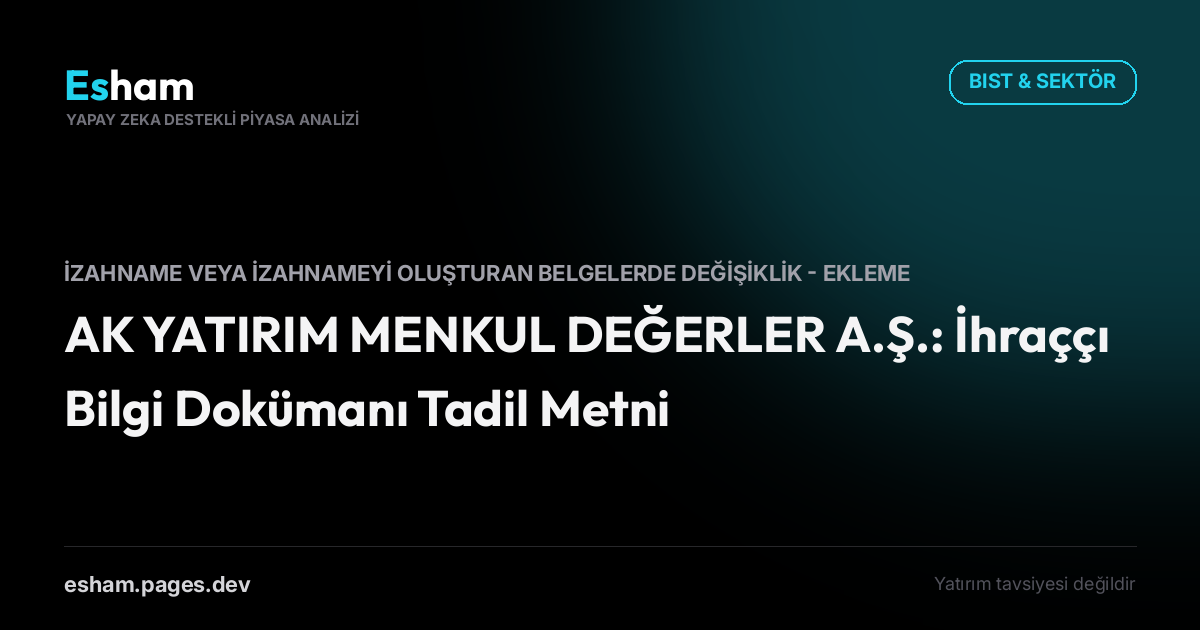 Esham
BIST & SEKTÖR
YAPAY ZEKA DESTEKLİ PİYASA ANALİZİ
İZAHNAME VEYA İZAHNAMEYİ OLUŞTURAN BELGELERDE DEĞİŞİKLİK - EKLEME
AK YATIRIM MENKUL DEĞERLER A.Ş.: İhraççı
Bilgi Dokümanı Tadil Metni
esham.pages.dev
Yatırım tavsiyesi değildir